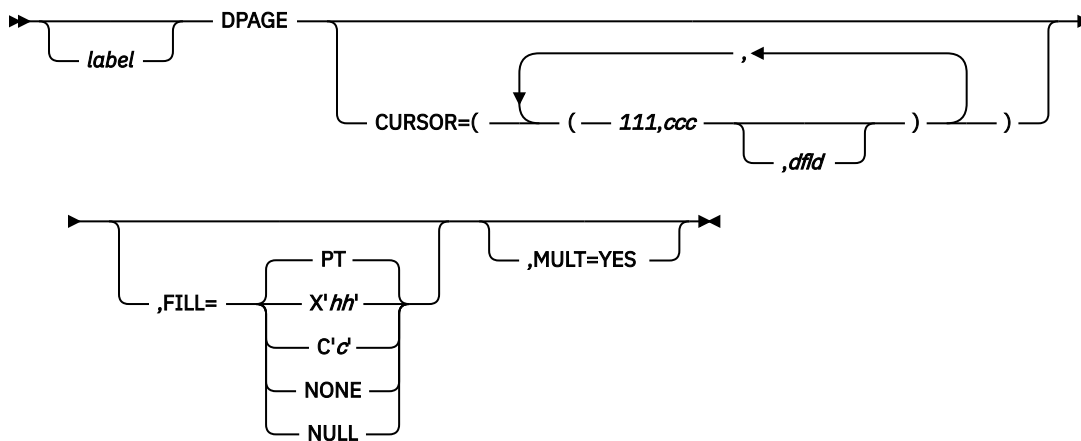 DPAGE
label
,
CURSOR=( ( 111,ccc ) )
,dfld
PT
,MULT=YES
,FILL= X'hh'
C'c'
NONE
NULL